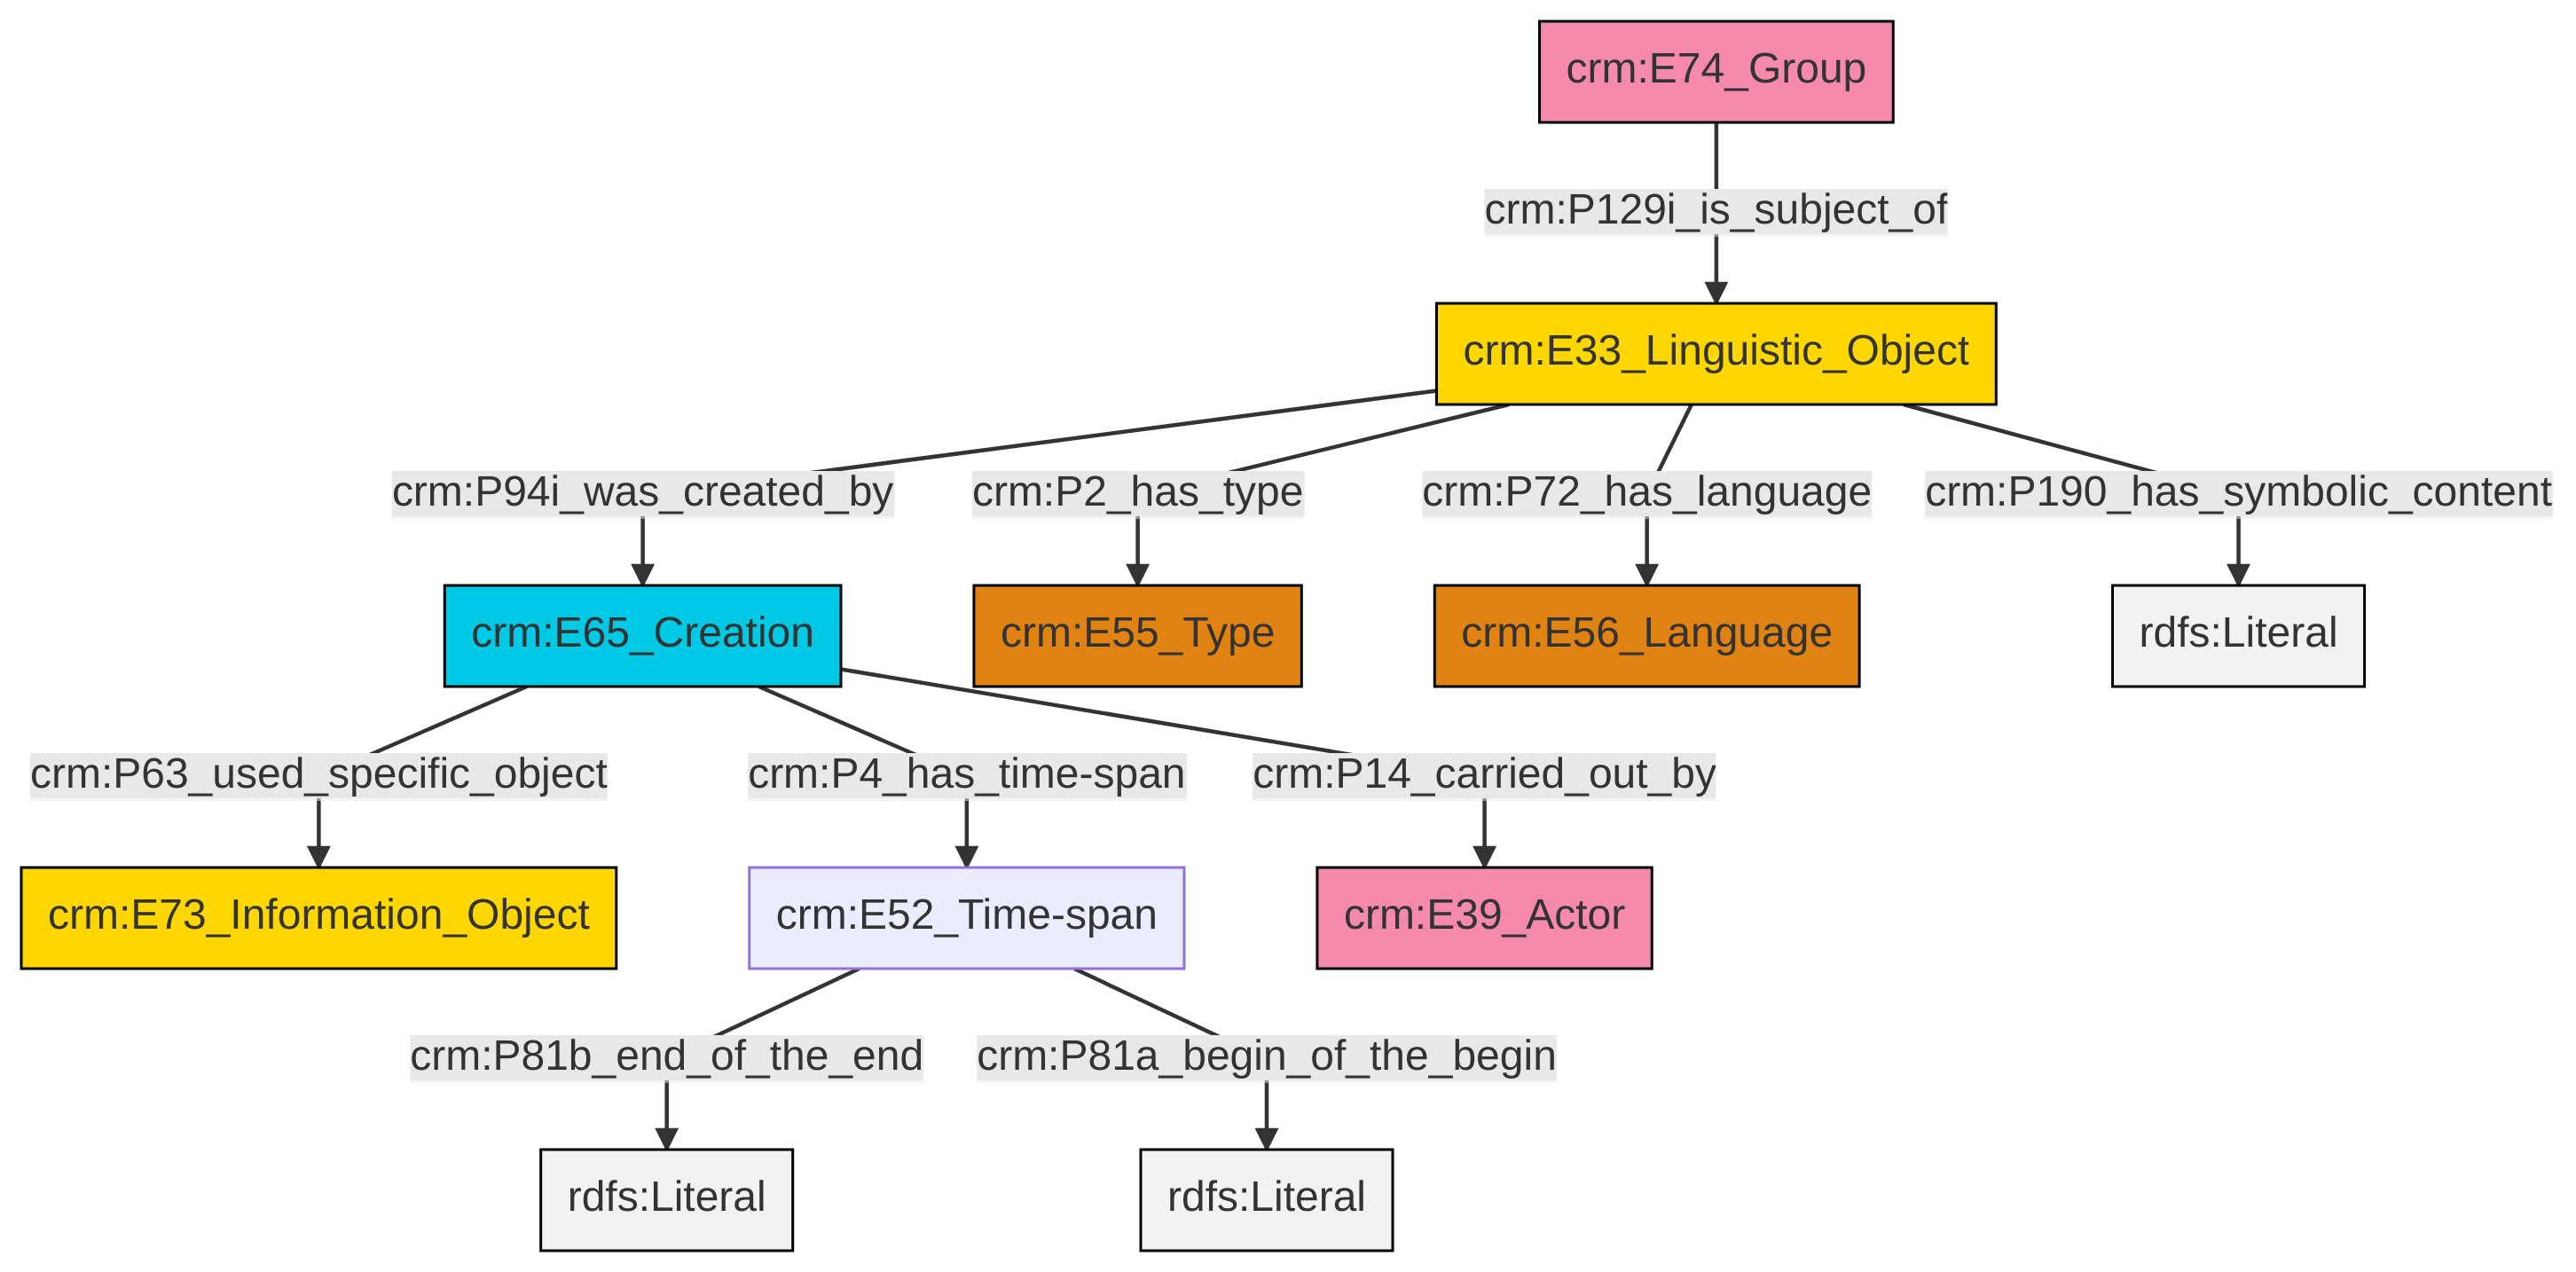 crm:E74_Group
crm:P129i_is_subject_of
crm:E33_Linguistic_Object
crm:P94i_was_created_by
crm:P2_has_type
crm:P72_has_language
crm:P190_has_symbolic_content
crm:E65_Creation
crm:E55_Type
crm:E56_Language
rdfs:Literal
crm:P63_used_specific_object
crm:P4_has_time-span
crm:P14_carried_out_by
crm:E73_Information_Object
crm:E52_Time-span
crm:E39_Actor
crm:P81b_end_of_the_end
crm:P81a_begin_of_the_begin
rdfs:Literal
rdfs:Literal